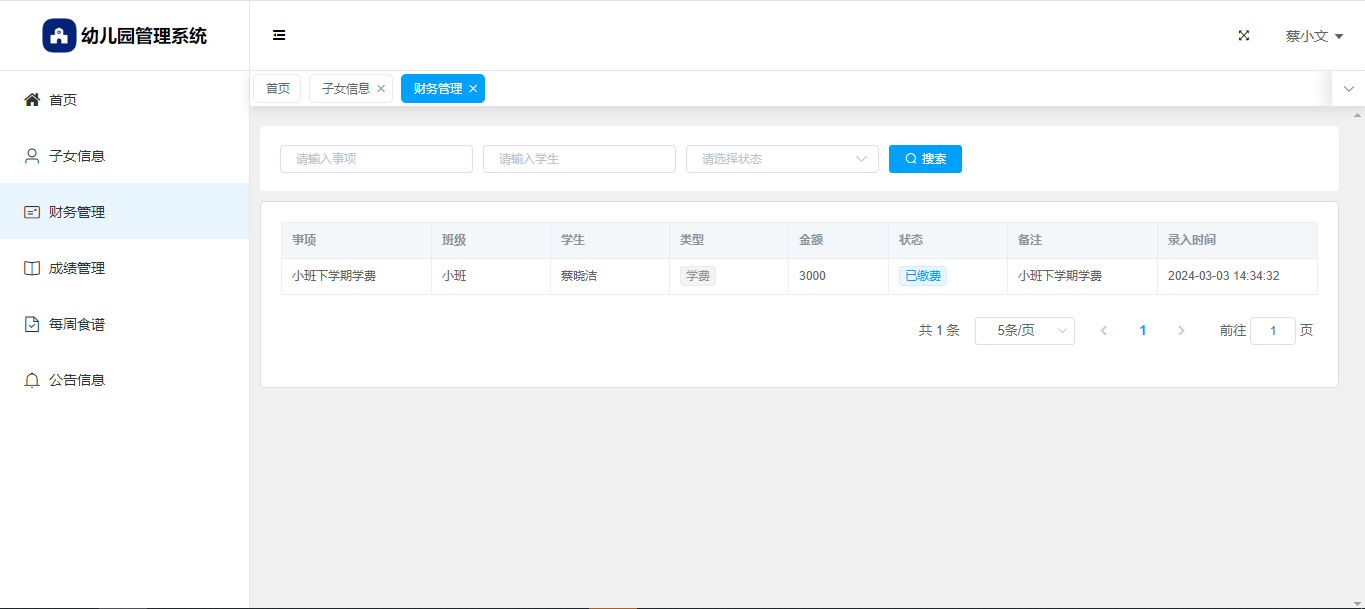 幼儿园管理系统
蔡小文
首页
子女信息
财务管理
成绩管理
每周食谱
公告信息
首页 子女信息 财务管理
请输入事项 请输入学生 请选择状态 搜索
事项 班级 学生 类型 金额 状态 备注 录入时间
小班下学期学费 小班 蔡晓洁 学费 3000 已缴费 小班下学期学费 2024-03-03 14:34:32
共 1 条 5条/页 1 前往 1 页